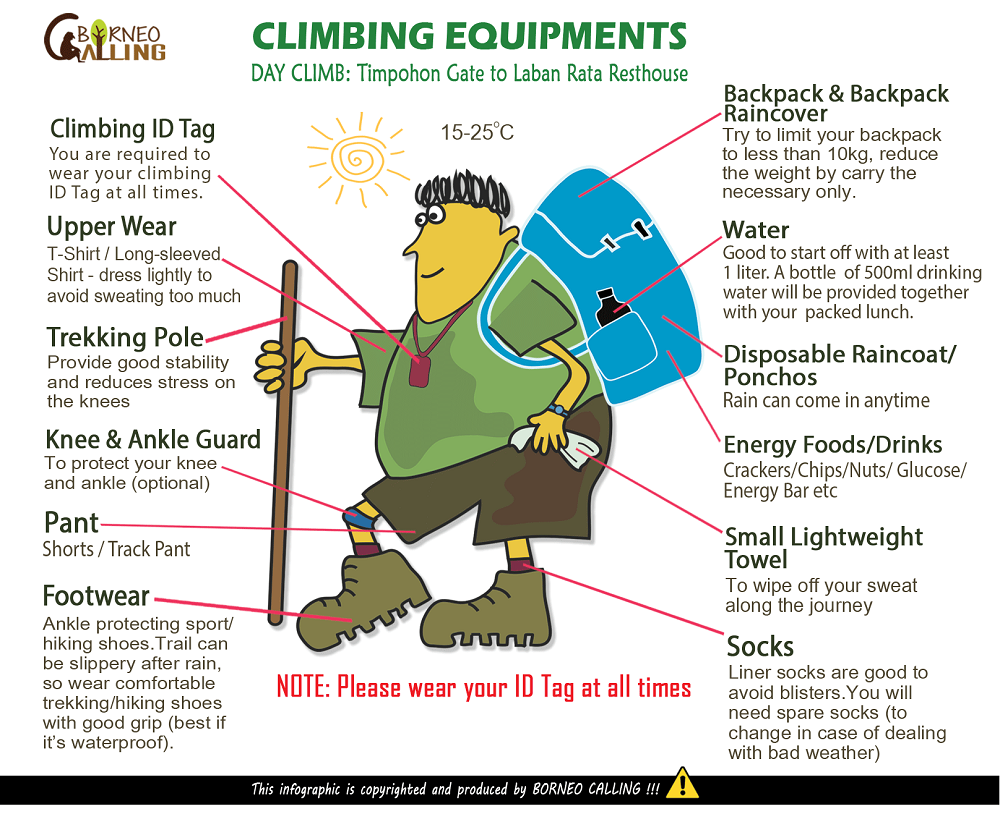 BORNEO
CALLING
CLIMBING EQUIPMENTS
DAY CLIMB: Timpohon Gate to Laban Rata Resthouse
15-25°C
Climbing ID Tag
You are required to
wear your climbing
ID Tag at all times.
Upper Wear
T-Shirt / Long-sleeved
Shirt - dress lightly to
avoid sweating too much
Trekking Pole
Provide good stability
and reduces stress on
the knees
Knee & Ankle Guard
To protect your knee
and ankle (optional)
Pant
Shorts / Track Pant
Footwear
Ankle protecting sport/
hiking shoes.Trail can
be slippery after rain,
so wear comfortable
trekking/hiking shoes
with good grip (best if
it's waterproof).
Backpack & Backpack
Raincover
Try to limit your backpack
to less than 10kg, reduce
the weight by carry the
necessary only.
Water
Good to start off with at least
1 liter. A bottle of 500ml drinking
water will be provided together
with your packed lunch.
Disposable Raincoat/
Ponchos
Rain can come in anytime
Energy Foods/Drinks
Crackers/Chips/Nuts/ Glucose/
Energy Bar etc
Small Lightweight
Towel
To wipe off your sweat
along the journey
Socks
Liner socks are good to
avoid blisters.You will
need spare socks (to
change in case of dealing
with bad weather)
NOTE: Please wear your ID Tag at all times
This infographic is copyrighted and produced by BORNEO CALLING !!!